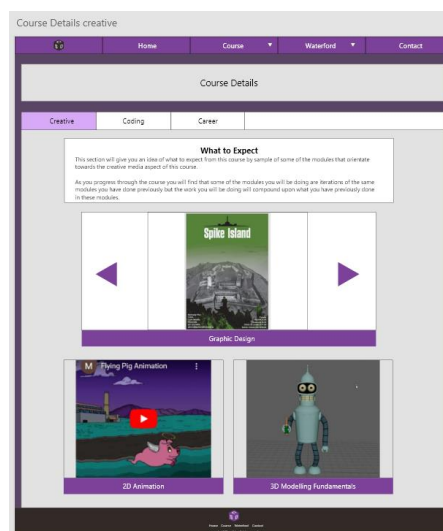 Course Details creative
Home Course Waterford Contact
Course Details
Creative Coding Career
What to Expect
This section will give you an idea of what to expect from this course by sample of some of the modules that orientate
towards the creative media aspect of this course.
As you progress through the course you will find that some of the modules you will be doing are iterations of the same
modules you have done previously but the work you will be doing will compound upon what you have previously done
in these modules.
Spike Island
Graphic Design
M Flying Pig Animation
2D Animation
3D Modelling Fundamentals
Home Course Waterford Contact